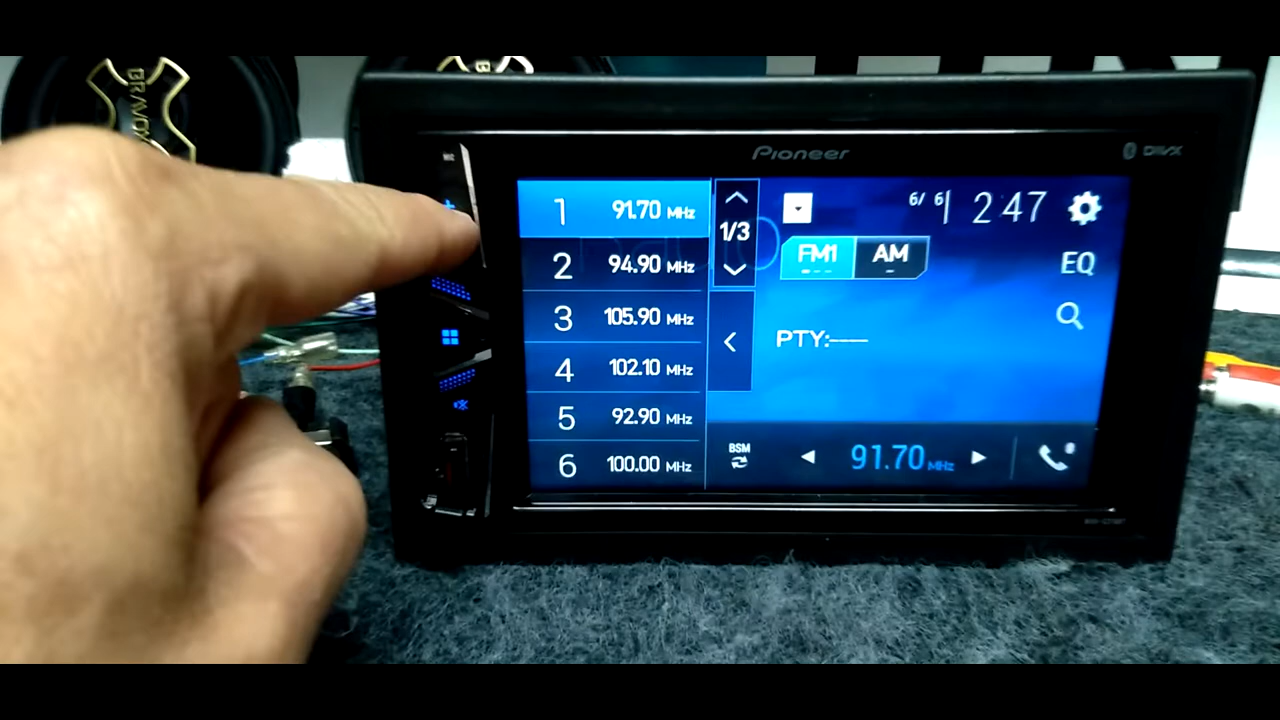 BRAVOX
MIC
Pioneer
DIVX
1 91.70 MHz
2 94.90 MHz
3 105.90 MHz
4 102.10 MHz
5 92.90 MHz
6 100.00 MHz
1/3
6/ 6
2:47
FM1
AM
EQ
PTY:----
BSM
91.70 MHz